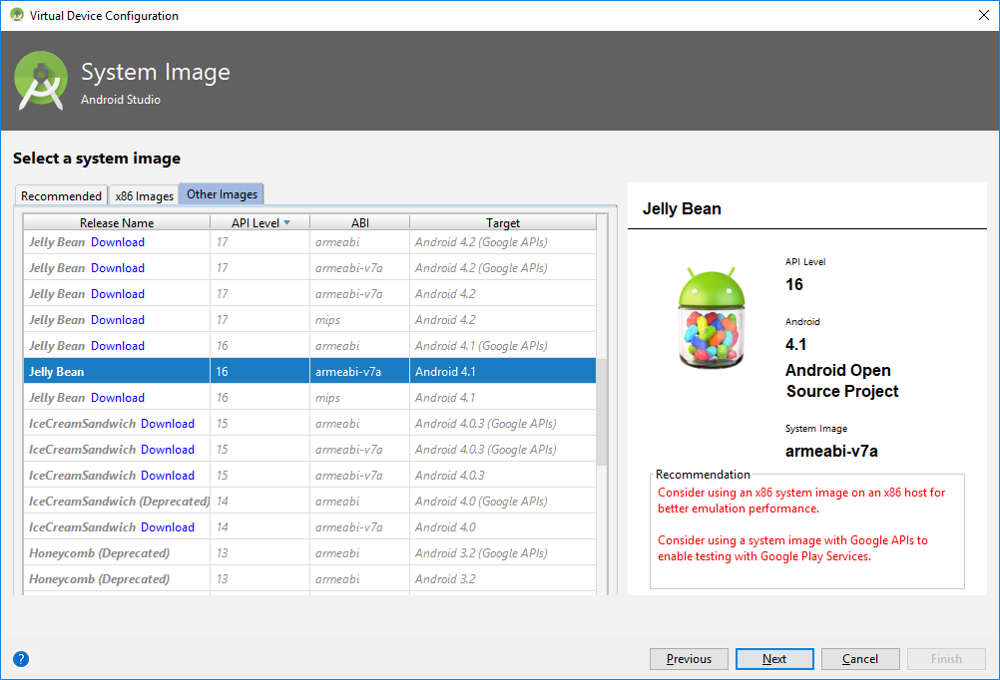 Virtual Device Configuration
System Image
Android Studio
Select a system image
Recommended x86 Images Other Images
Release Name API Level ABI Target
Jelly Bean Download 17 armeabi Android 4.2 (Google APIs)
Jelly Bean Download 17 armeabi-v7a Android 4.2 (Google APIs)
Jelly Bean Download 17 armeabi-v7a Android 4.2
Jelly Bean Download 17 mips Android 4.2
Jelly Bean Download 16 armeabi Android 4.1 (Google APIs)
Jelly Bean 16 armeabi-v7a Android 4.1
Jelly Bean Download 16 mips Android 4.1
IceCreamSandwich Download 15 armeabi Android 4.0.3 (Google APIs)
IceCreamSandwich Download 15 armeabi-v7a Android 4.0.3 (Google APIs)
IceCreamSandwich Download 15 armeabi-v7a Android 4.0.3
IceCreamSandwich (Deprecated) 14 armeabi Android 4.0 (Google APIs)
IceCreamSandwich Download 14 armeabi-v7a Android 4.0
Honeycomb (Deprecated) 13 armeabi Android 3.2 (Google APIs)
Honeycomb (Deprecated) 13 armeabi Android 3.2
Jelly Bean
API Level
16
Android
4.1
Android Open
Source Project
System Image
armeabi-v7a
Recommendation
Consider using an x86 system image on an x86 host for
better emulation performance.
Consider using a system image with Google APIs to
enable testing with Google Play Services.
? Previous Next Cancel Finish